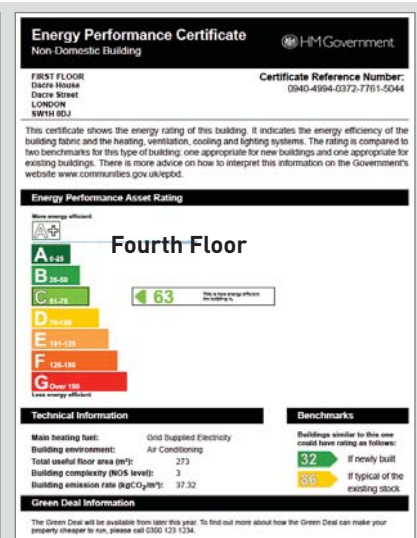 Energy Performance Certificate
Non-Domestic Building
HM Government
FIRST FLOOR
Dacre House
Dacre Street
LONDON
SW1H 0DJ
Certificate Reference Number:
0940-4994-0372-7761-5044
This certificate shows the energy rating of this building. It indicates the energy efficiency of the
building fabric and the heating, ventilation, cooling and lighting systems. The rating is compared to
two benchmarks for this type of building: one appropriate for new buildings and one appropriate for
existing buildings. There is more advice on how to interpret this information on the Government's
website www.communities.gov.uk/epbd.
Energy Performance Asset Rating
More energy efficient
A+
Fourth Floor
A 0-25
B 26-50
C 51-75
63
This is how energy efficient
the building is.
D 76-100
E 101-125
F 126-150
G Over 150
Less energy efficient
Technical Information
Main heating fuel: Grid Supplied Electricity
Building environment: Air Conditioning
Total useful floor area (m²): 273
Building complexity (NOS level): 3
Building emission rate (kgCO₂/m²): 37.32
Benchmarks
Buildings similar to this one
could have rating as follows:
32 If newly built
86 If typical of the
existing stock
Green Deal Information
The Green Deal will be available from later this year. To find out more about how the Green Deal can make your
property cheaper to run, please call 0300 123 1234.